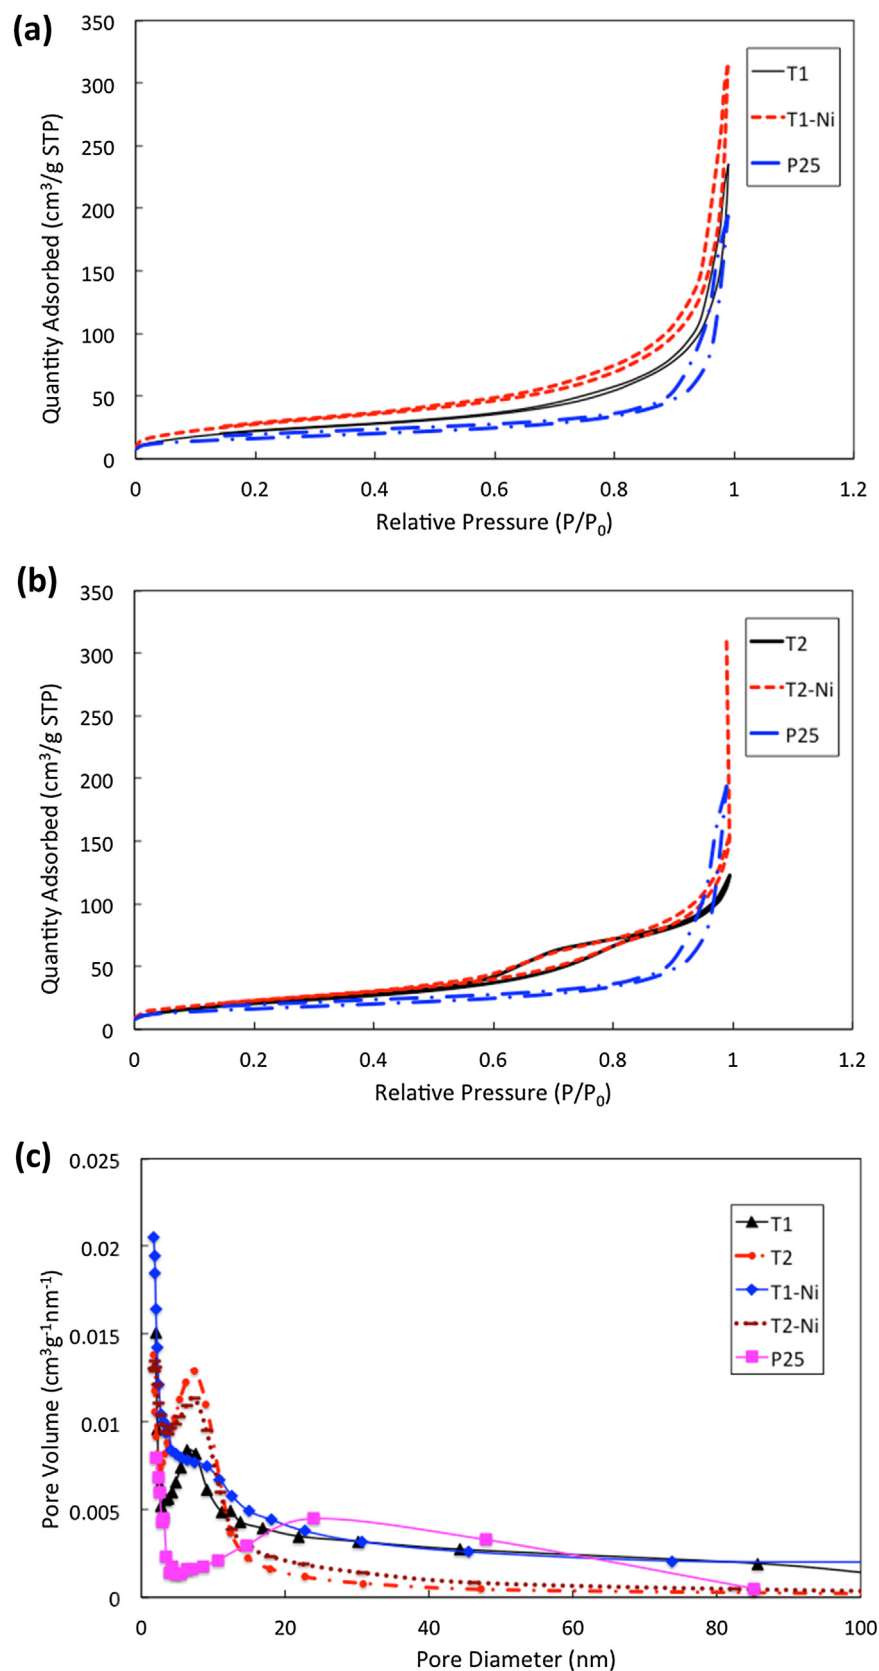 (a)
350
300
250
200
150
100
50
0
Quantity Adsorbed (cm³/g STP)
T1
T1-Ni
P25
0 0.2 0.4 0.6 0.8 1 1.2
Relative Pressure (P/P₀)
(b)
350
300
250
200
150
100
50
0
Quantity Adsorbed (cm³/g STP)
T2
T2-Ni
P25
0 0.2 0.4 0.6 0.8 1 1.2
Relative Pressure (P/P₀)
(c)
0.025
0.02
0.015
0.01
0.005
0
Pore Volume (cm³g⁻¹nm⁻¹)
T1
T2
T1-Ni
T2-Ni
P25
0 20 40 60 80 100
Pore Diameter (nm)